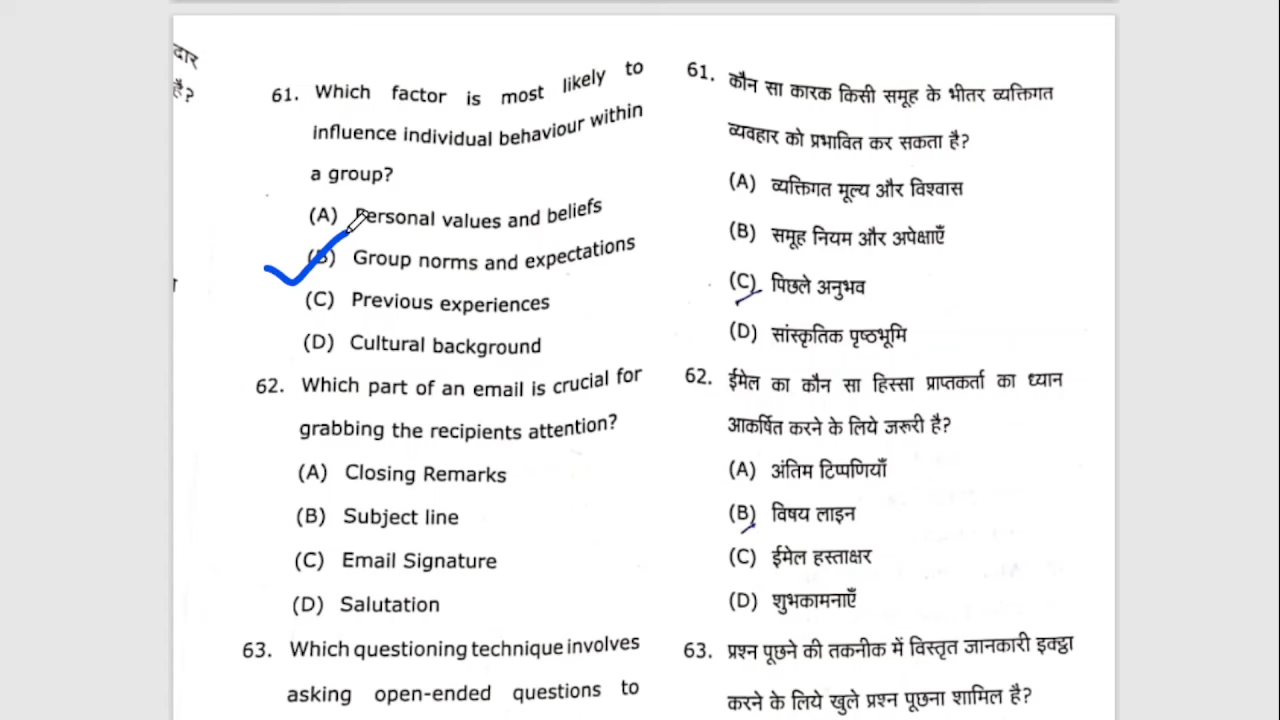 दार
है?
61. Which factor is most likely to
influence individual behaviour within
a group?
(A) Personal values and beliefs
(B) Group norms and expectations
(C) Previous experiences
(D) Cultural background
62. Which part of an email is crucial for
grabbing the recipients attention?
(A) Closing Remarks
(B) Subject line
(C) Email Signature
(D) Salutation
63. Which questioning technique involves
asking open-ended questions to
61. कौन सा कारक किसी समूह के भीतर व्यक्तिगत
व्यवहार को प्रभावित कर सकता है?
(A) व्यक्तिगत मूल्य और विश्वास
(B) समूह नियम और अपेक्षाएँ
(C) पिछले अनुभव
(D) सांस्कृतिक पृष्ठभूमि
62. ईमेल का कौन सा हिस्सा प्राप्तकर्ता का ध्यान
आकर्षित करने के लिये जरूरी है?
(A) अंतिम टिप्पणियाँ
(B) विषय लाइन
(C) ईमेल हस्ताक्षर
(D) शुभकामनाएँ
63. प्रश्न पूछने की तकनीक में विस्तृत जानकारी इकट्ठा
करने के लिये खुले प्रश्न पूछना शामिल है?